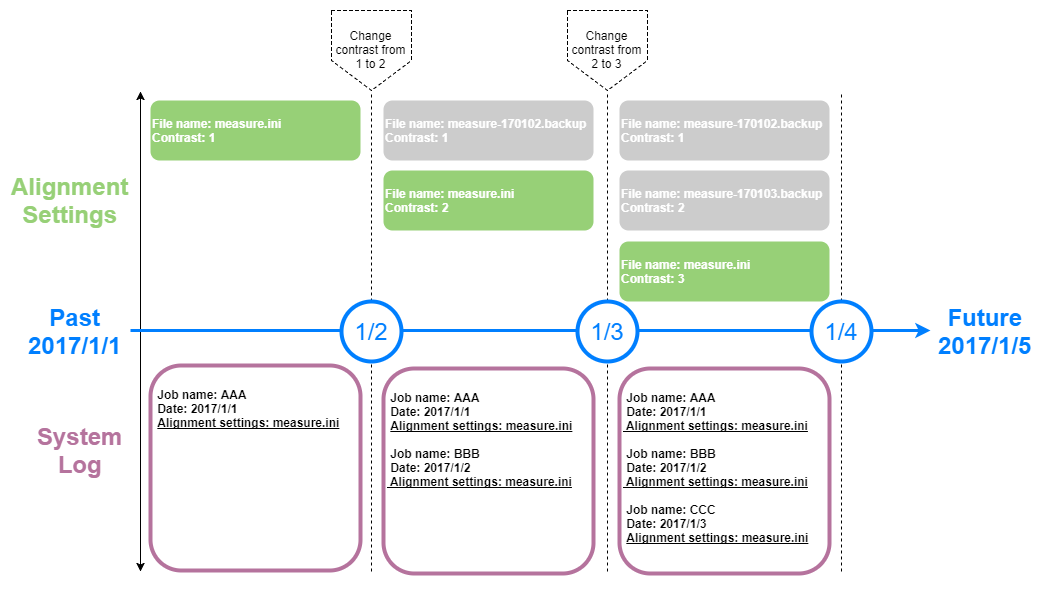 Change
contrast from
1 to 2
Change
contrast from
2 to 3
Alignment
Settings
File name: measure.ini
Contrast: 1
File name: measure-170102.backup
Contrast: 1
File name: measure.ini
Contrast: 2
File name: measure-170102.backup
Contrast: 1
File name: measure-170103.backup
Contrast: 2
File name: measure.ini
Contrast: 3
Past
2017/1/1
1/2
1/3
1/4
Future
2017/1/5
System
Log
Job name: AAA
Date: 2017/1/1
Alignment settings: measure.ini
Job name: AAA
Date: 2017/1/1
Alignment settings: measure.ini
Job name: BBB
Date: 2017/1/2
Alignment settings: measure.ini
Job name: AAA
Date: 2017/1/1
Alignment settings: measure.ini
Job name: BBB
Date: 2017/1/2
Alignment settings: measure.ini
Job name: CCC
Date: 2017/1/3
Alignment settings: measure.ini